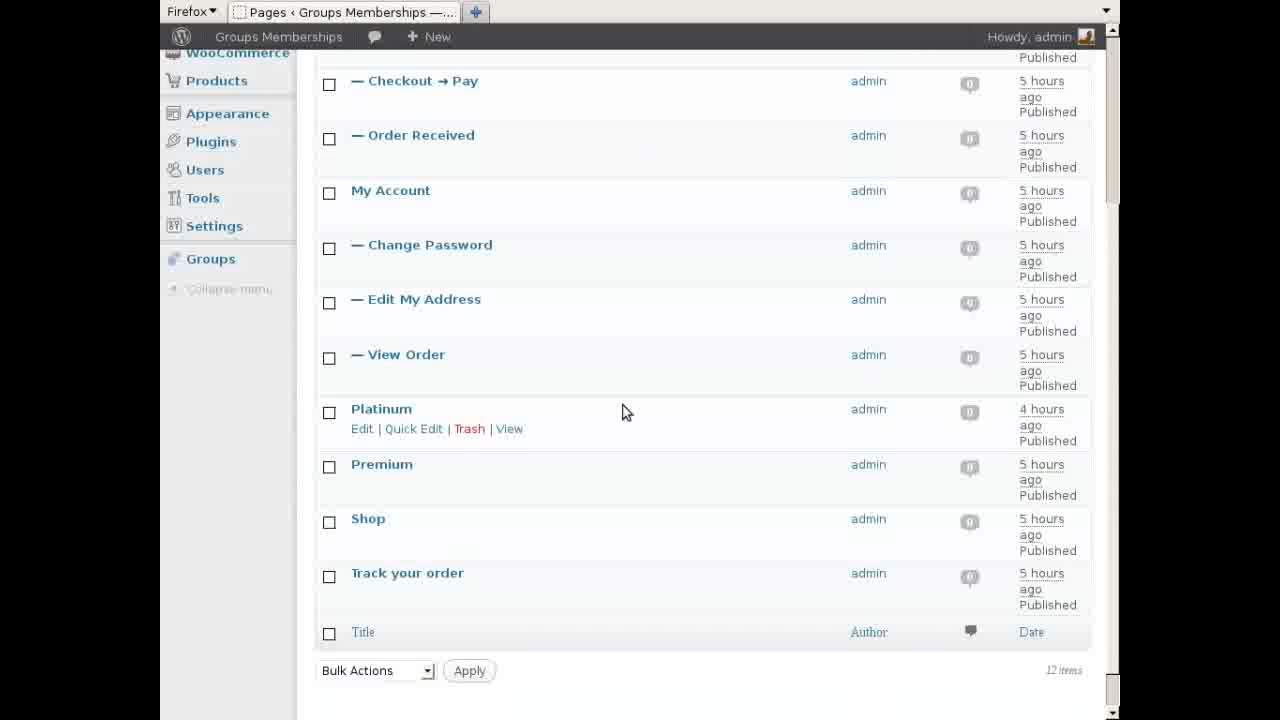 Firefox
Pages ‹ Groups Memberships —...
Groups Memberships
New
Howdy, admin
WooCommerce
Products
Appearance
Plugins
Users
Tools
Settings
Groups
Collapse menu
Published
— Checkout → Pay admin 0 5 hours
ago
Published
— Order Received admin 0 5 hours
ago
Published
My Account admin 0 5 hours
ago
Published
— Change Password admin 0 5 hours
ago
Published
— Edit My Address admin 0 5 hours
ago
Published
— View Order admin 0 5 hours
ago
Published
Platinum admin 0 4 hours
Edit | Quick Edit | Trash | View ago
Published
Premium admin 0 5 hours
ago
Published
Shop admin 0 5 hours
ago
Published
Track your order admin 0 5 hours
ago
Published
Title Author Date
Bulk Actions Apply 12 items